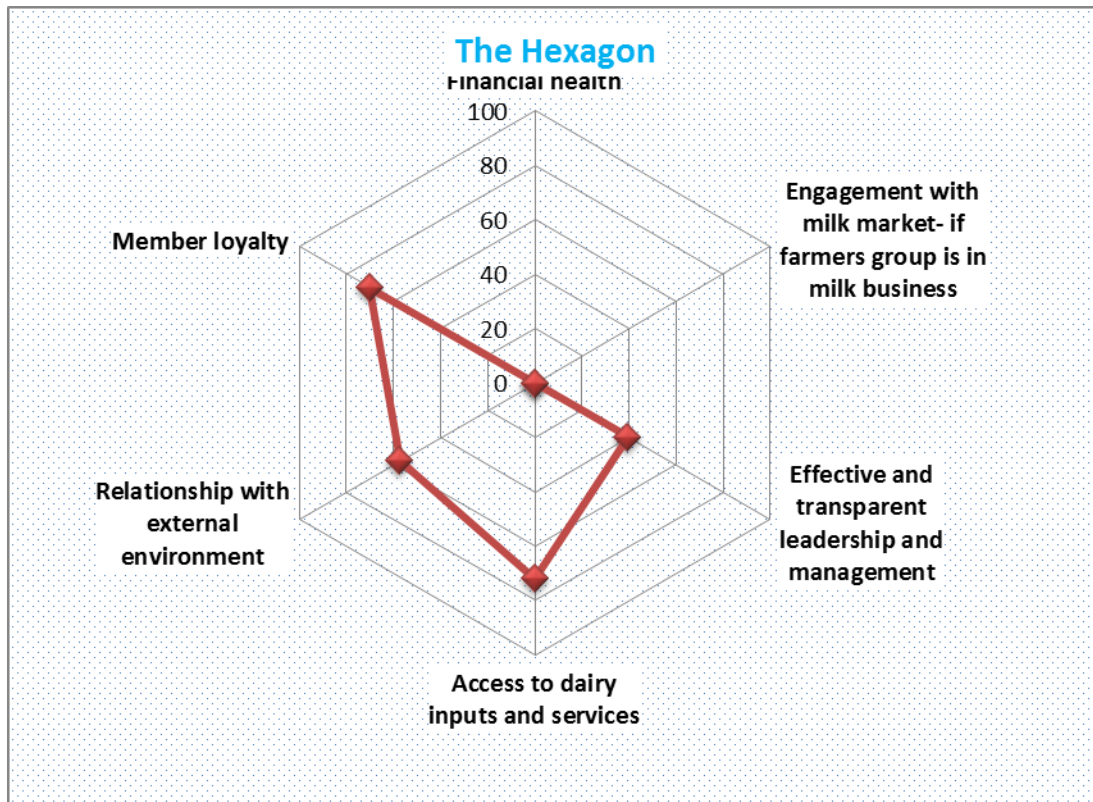 The Hexagon
Financial health
100
80
60
40
20
0
Engagement with
milk market- if
farmers group is in
milk business
Effective and
transparent
leadership and
management
Access to dairy
inputs and services
Relationship with
external
environment
Member loyalty